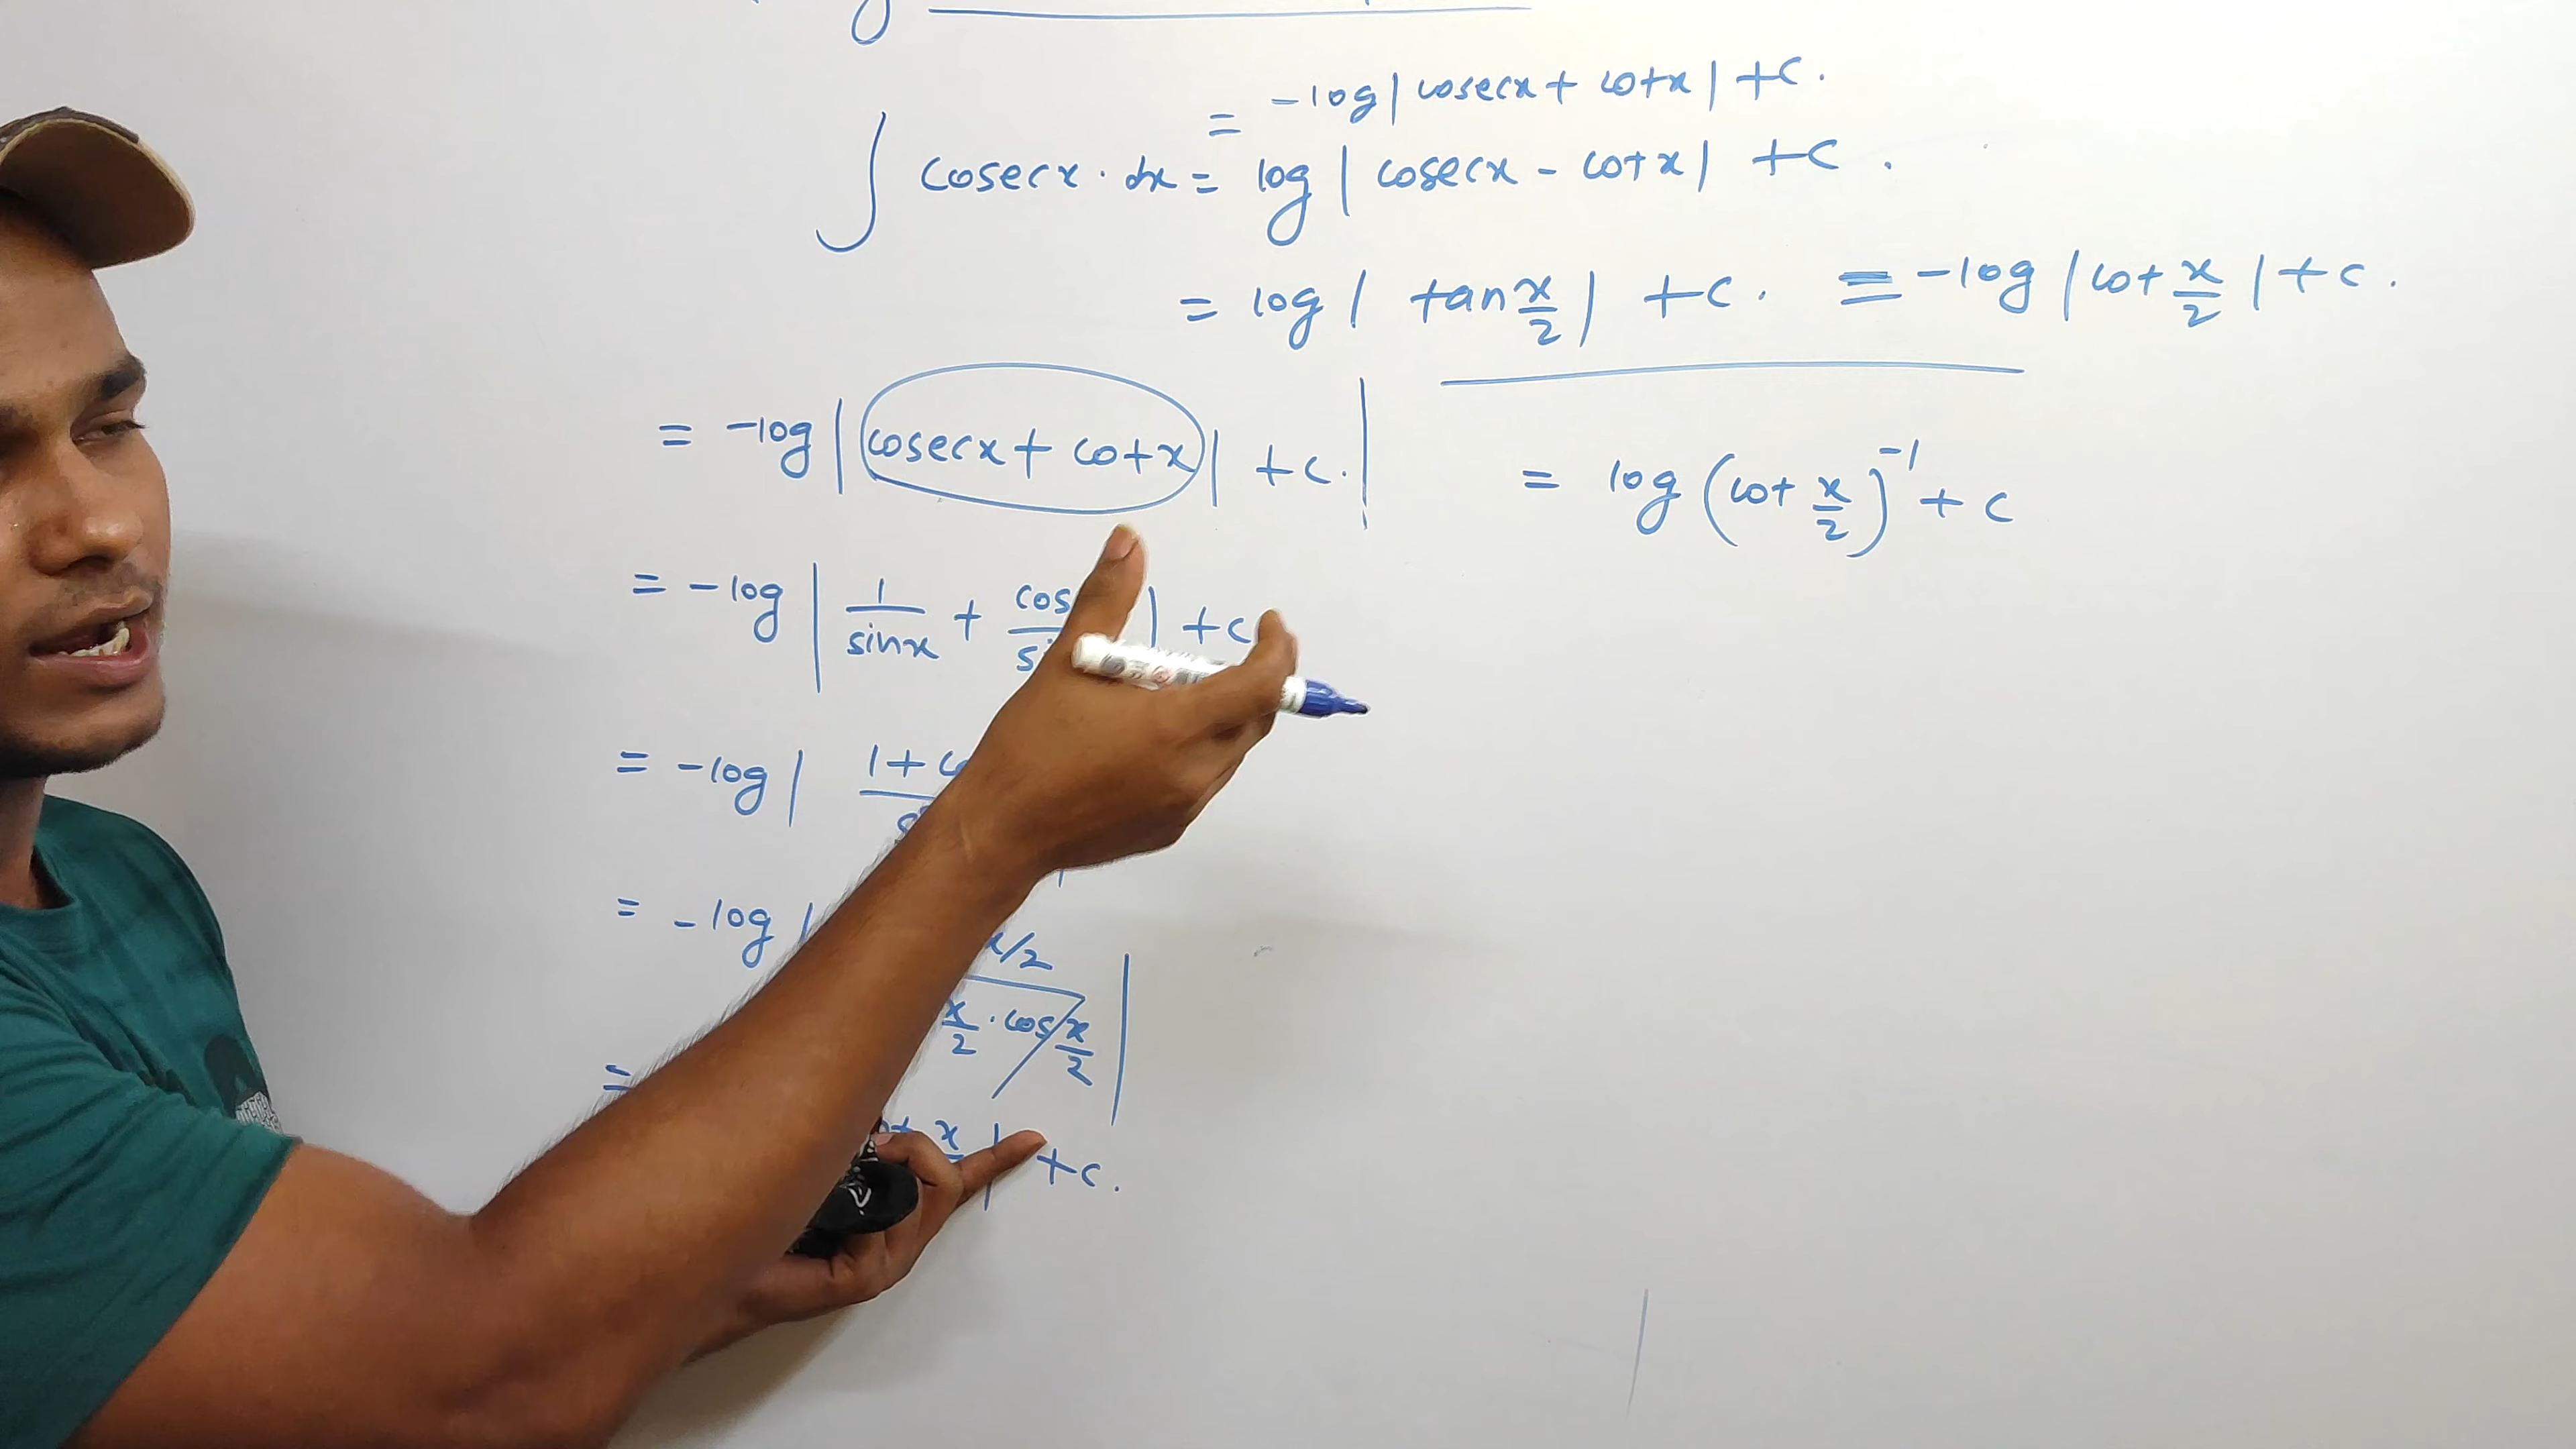 = -log| cosecx + cotx | + c.
∫ cosecx . dx = log | cosecx - cotx | + c .
= log | tan x/2 | + c . = -log | cot x/2 | + c .
= -log | cosecx + cotx | + c . |
= -log | 1/sinx + cos | + c
= -log | 1 +
= -log | x/2
x/2 . cos x/2 |
=
x | + c .
= log (cot x/2)^-1 + c